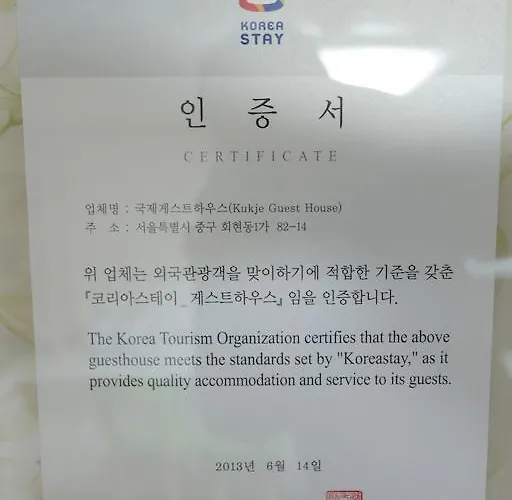 KOREA
STAY
인 증 서
CERTIFICATE
업체명 : 국제게스트하우스(Kukje Guest House)
주 소 : 서울특별시 중구 회현동1가 82-14
위 업체는 외국관광객을 맞이하기에 적합한 기준을 갖춘
『코리아스테이_게스트하우스』임을 인증합니다.
The Korea Tourism Organization certifies that the above
guesthouse meets the standards set by "Koreastay," as it
provides quality accommodation and service to its guests.
2013년 6월 14일